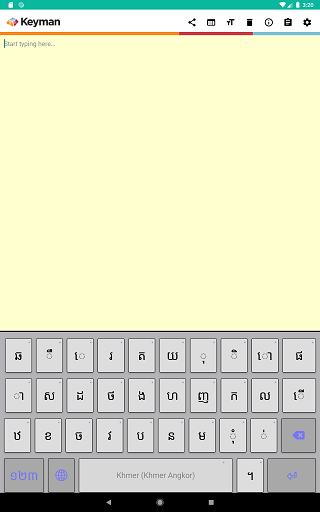 3:20
Keyman
Start typing here...
ឆ ឹ េ រ ត យ ុ ិ ោ ផ
ា ស ដ ថ ង ហ ញ ក ល ើ
ឋ ខ ច វ ប ន ម ុំ ់
១២៣ Khmer (Khmer Angkor) ។